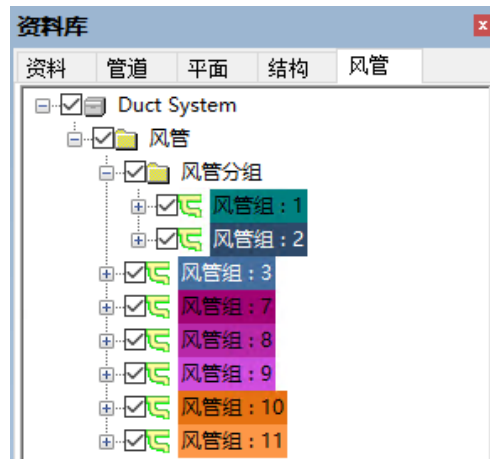 资料库
资料 管道 平面 结构 风管
Duct System
风管
风管分组
风管组 : 1
风管组 : 2
风管组 : 3
风管组 : 7
风管组 : 8
风管组 : 9
风管组 : 10
风管组 : 11